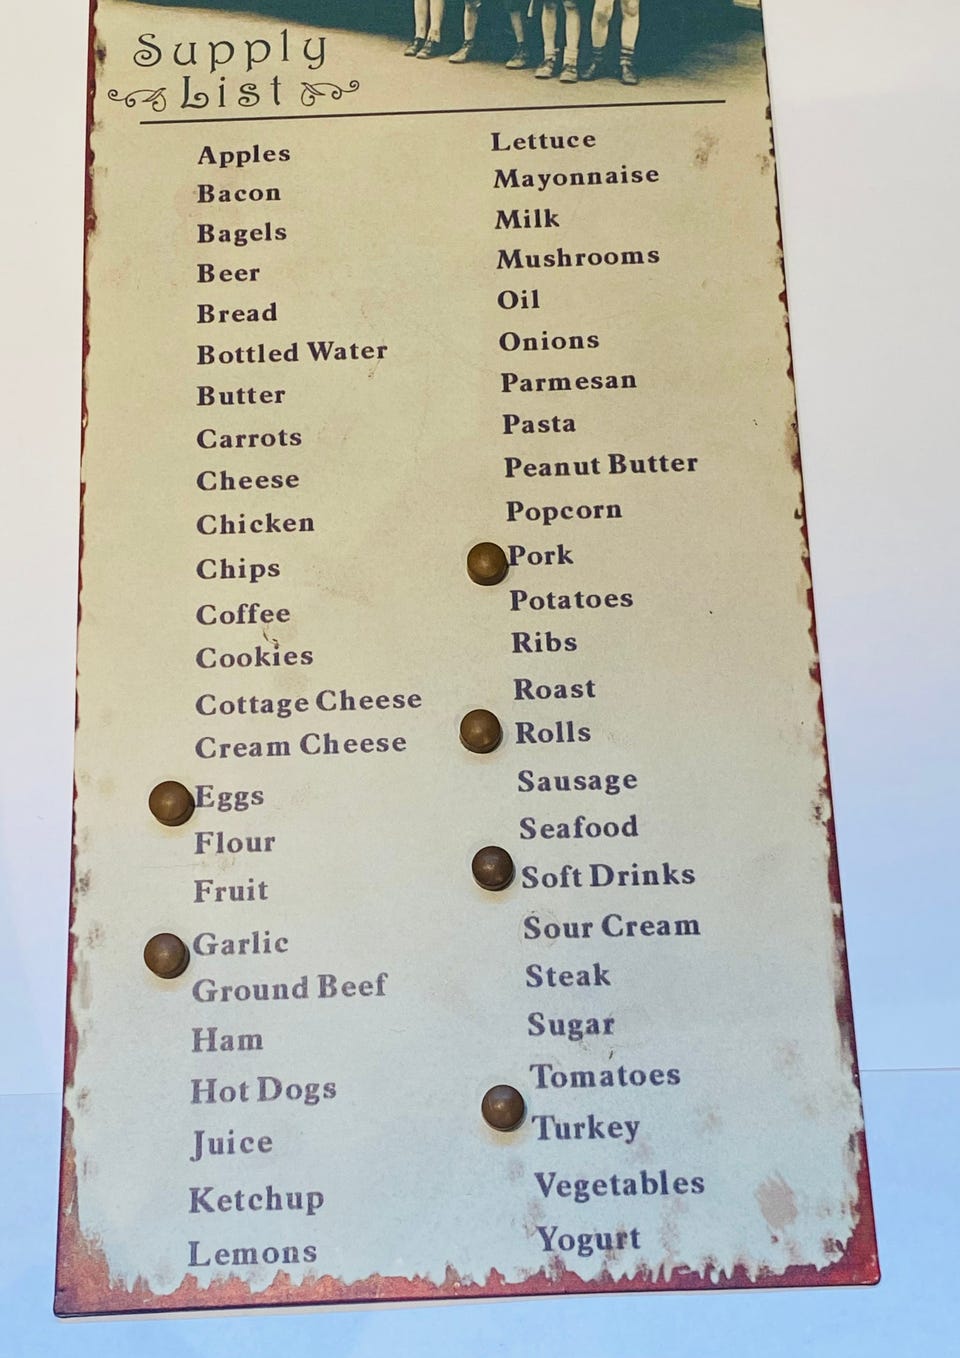 Supply
List
Apples
Bacon
Bagels
Beer
Bread
Bottled Water
Butter
Carrots
Cheese
Chicken
Chips
Coffee
Cookies
Cottage Cheese
Cream Cheese
Eggs
Flour
Fruit
Garlic
Ground Beef
Ham
Hot Dogs
Juice
Ketchup
Lemons
Lettuce
Mayonnaise
Milk
Mushrooms
Oil
Onions
Parmesan
Pasta
Peanut Butter
Popcorn
Pork
Potatoes
Ribs
Roast
Rolls
Sausage
Seafood
Soft Drinks
Sour Cream
Steak
Sugar
Tomatoes
Turkey
Vegetables
Yogurt